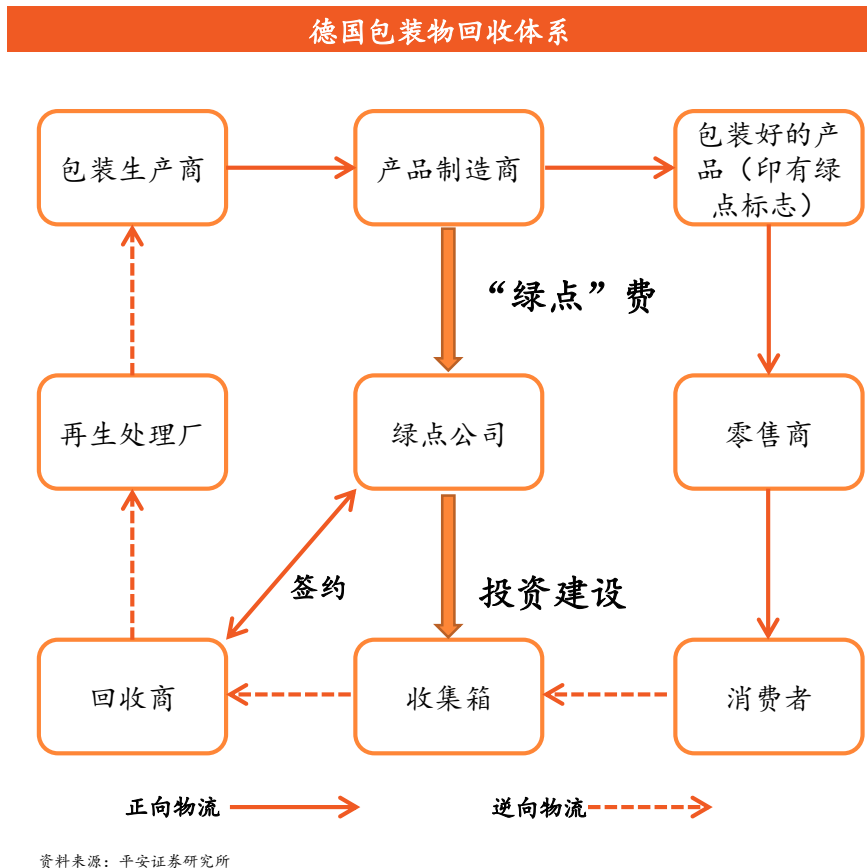 德国包装物回收体系
包装生产商
产品制造商
包装好的产
品（印有绿
点标志）
“绿点”费
再生处理厂
绿点公司
零售商
签约
投资建设
回收商
收集箱
消费者
正向物流
逆向物流
资料来源：平安证券研究所